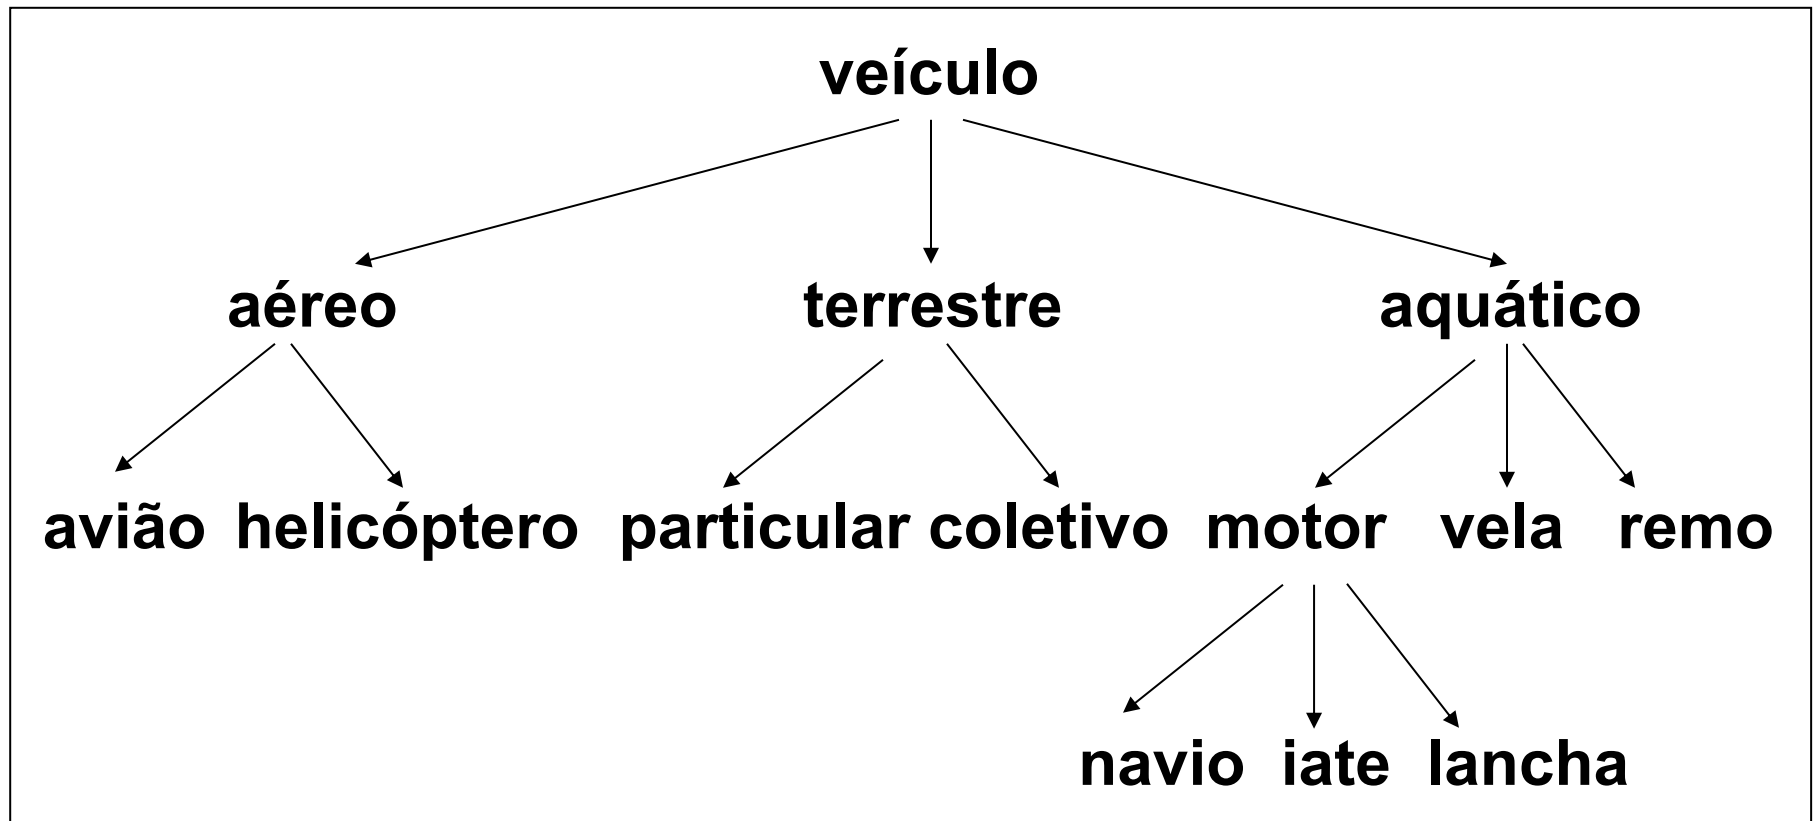 veículo
aéreo terrestre aquático
avião helicóptero particular coletivo motor vela remo
navio iate lancha